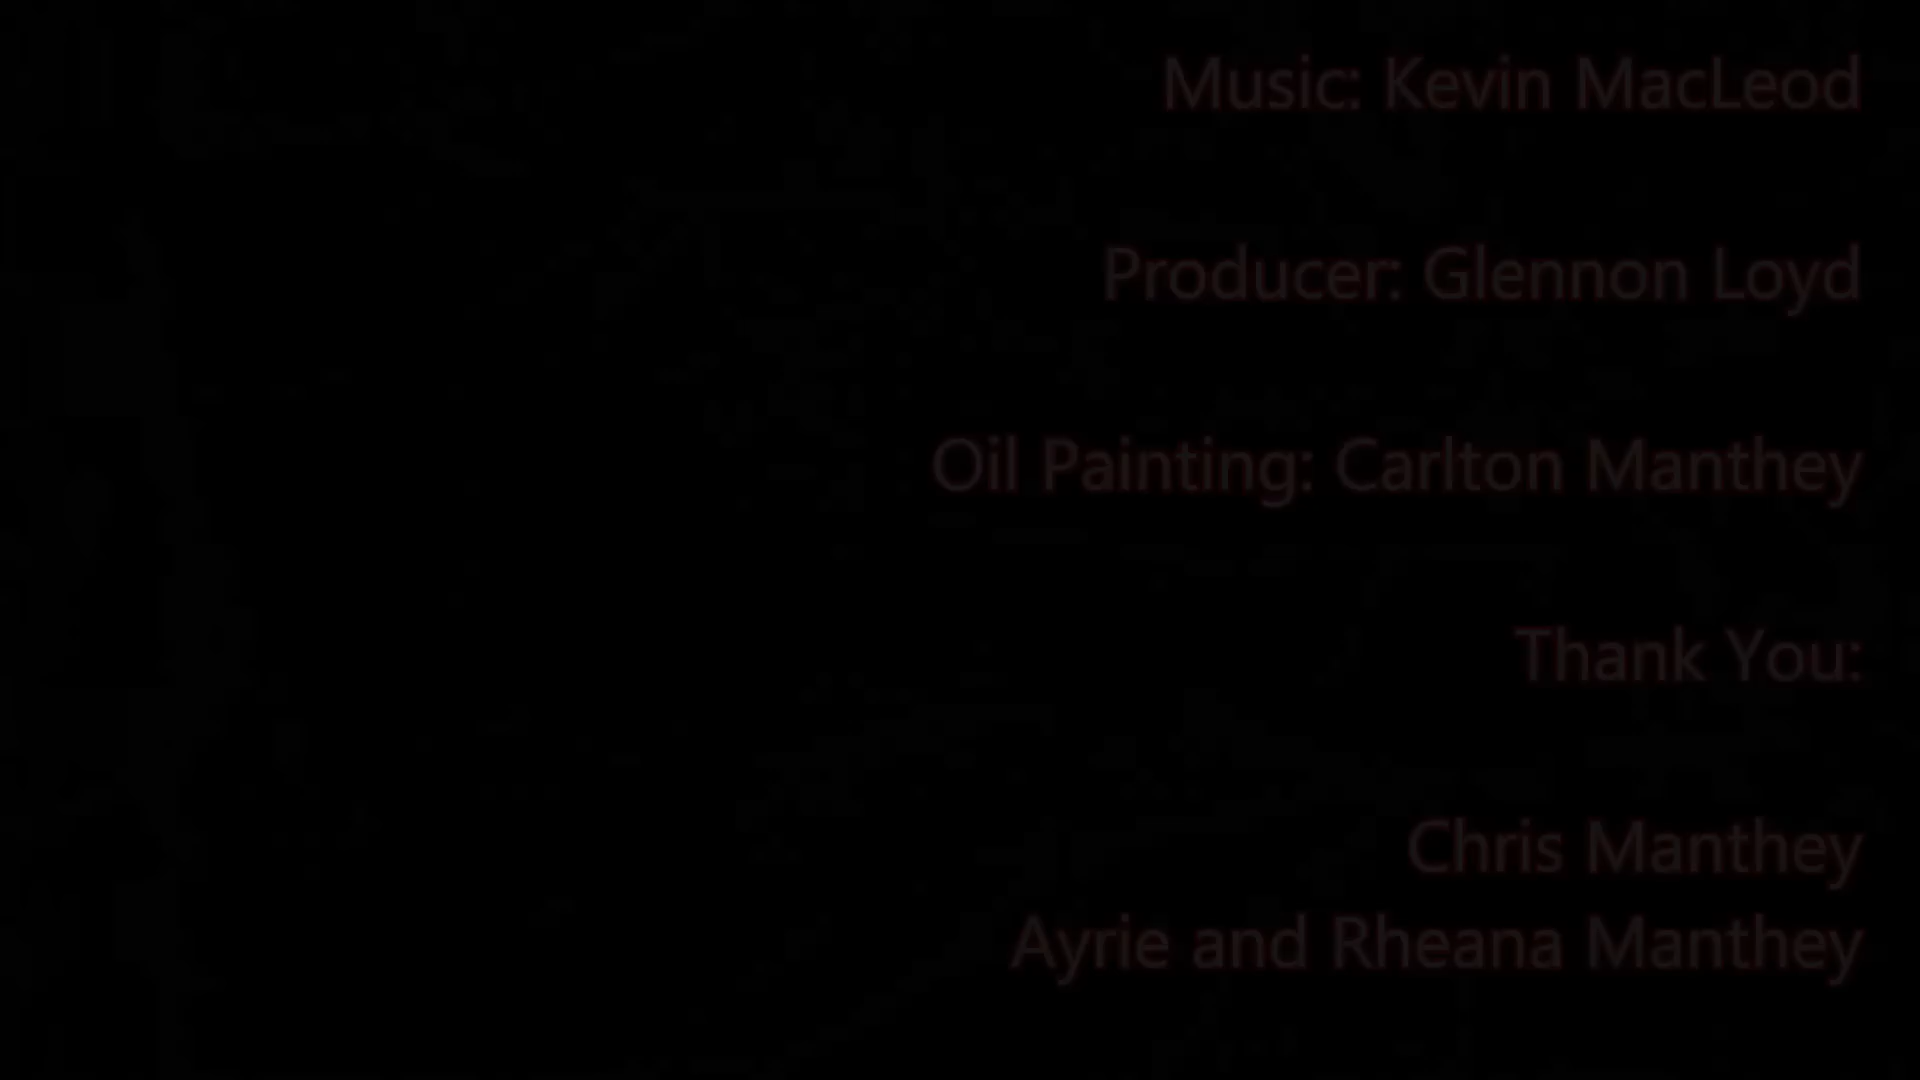 Music: Kevin MacLeod
Producer: Glennon Loyd
Oil Painting: Carlton Manthey
Thank You:
Chris Manthey
Ayrie and Rheana Manthey